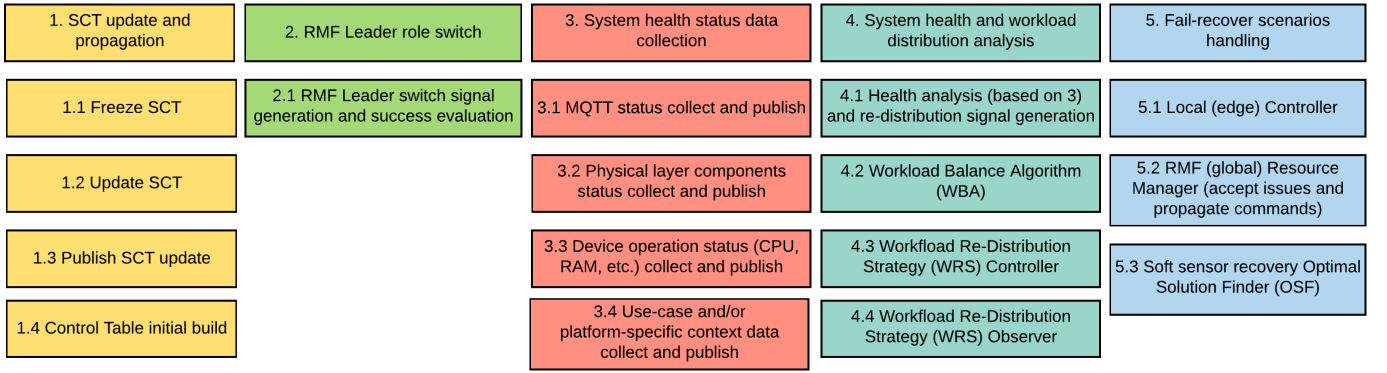 1. SCT update and
propagation
2. RMF Leader role switch
3. System health status data
collection
4. System health and workload
distribution analysis
5. Fail-recover scenarios
handling
1.1 Freeze SCT
2.1 RMF Leader switch signal
generation and success evaluation
3.1 MQTT status collect and publish
4.1 Health analysis (based on 3)
and re-distribution signal generation
5.1 Local (edge) Controller
1.2 Update SCT
3.2 Physical layer components
status collect and publish
4.2 Workload Balance Algorithm
(WBA)
5.2 RMF (global) Resource
Manager (accept issues and
propagate commands)
1.3 Publish SCT update
3.3 Device operation status (CPU,
RAM, etc.) collect and publish
4.3 Workfload Re-Distribution
Strategy (WRS) Controller
5.3 Soft sensor recovery Optimal
Solution Finder (OSF)
1.4 Control Table initial build
3.4 Use-case and/or
platform-specific context data
collect and publish
4.4 Workfload Re-Distribution
Strategy (WRS) Observer